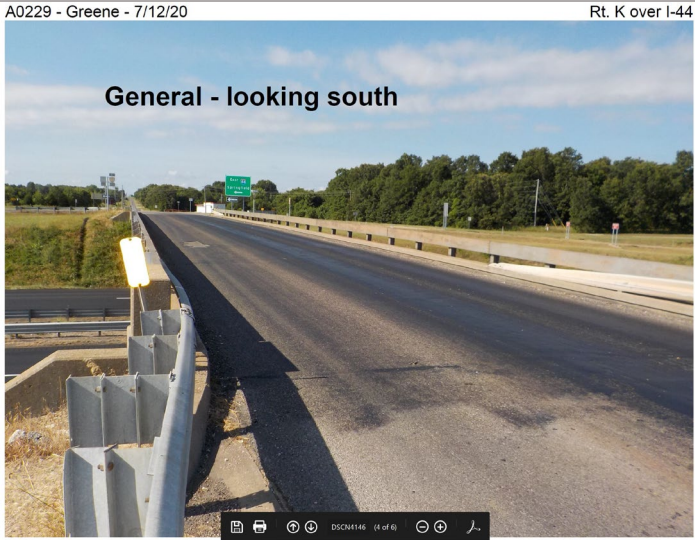 A0229 - Greene - 7/12/20
Rt. K over I-44
General - looking south
Springfield
DSCN4146 (4 of 6)